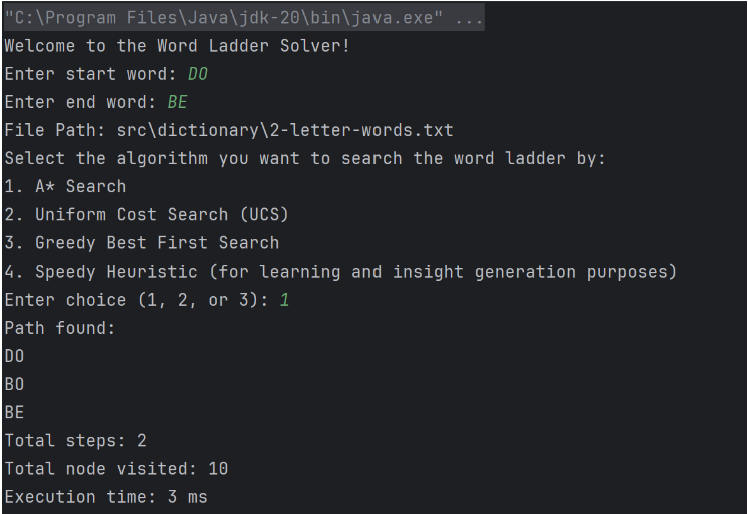 "C:\Program Files\Java\jdk-20\bin\java.exe" ...
Welcome to the Word Ladder Solver!
Enter start word: DO
Enter end word: BE
File Path: src\dictionary\2-letter-words.txt
Select the algorithm you want to search the word ladder by:
1. A* Search
2. Uniform Cost Search (UCS)
3. Greedy Best First Search
4. Speedy Heuristic (for learning and insight generation purposes)
Enter choice (1, 2, or 3): 1
Path found:
DO
BO
BE
Total steps: 2
Total node visited: 10
Execution time: 3 ms